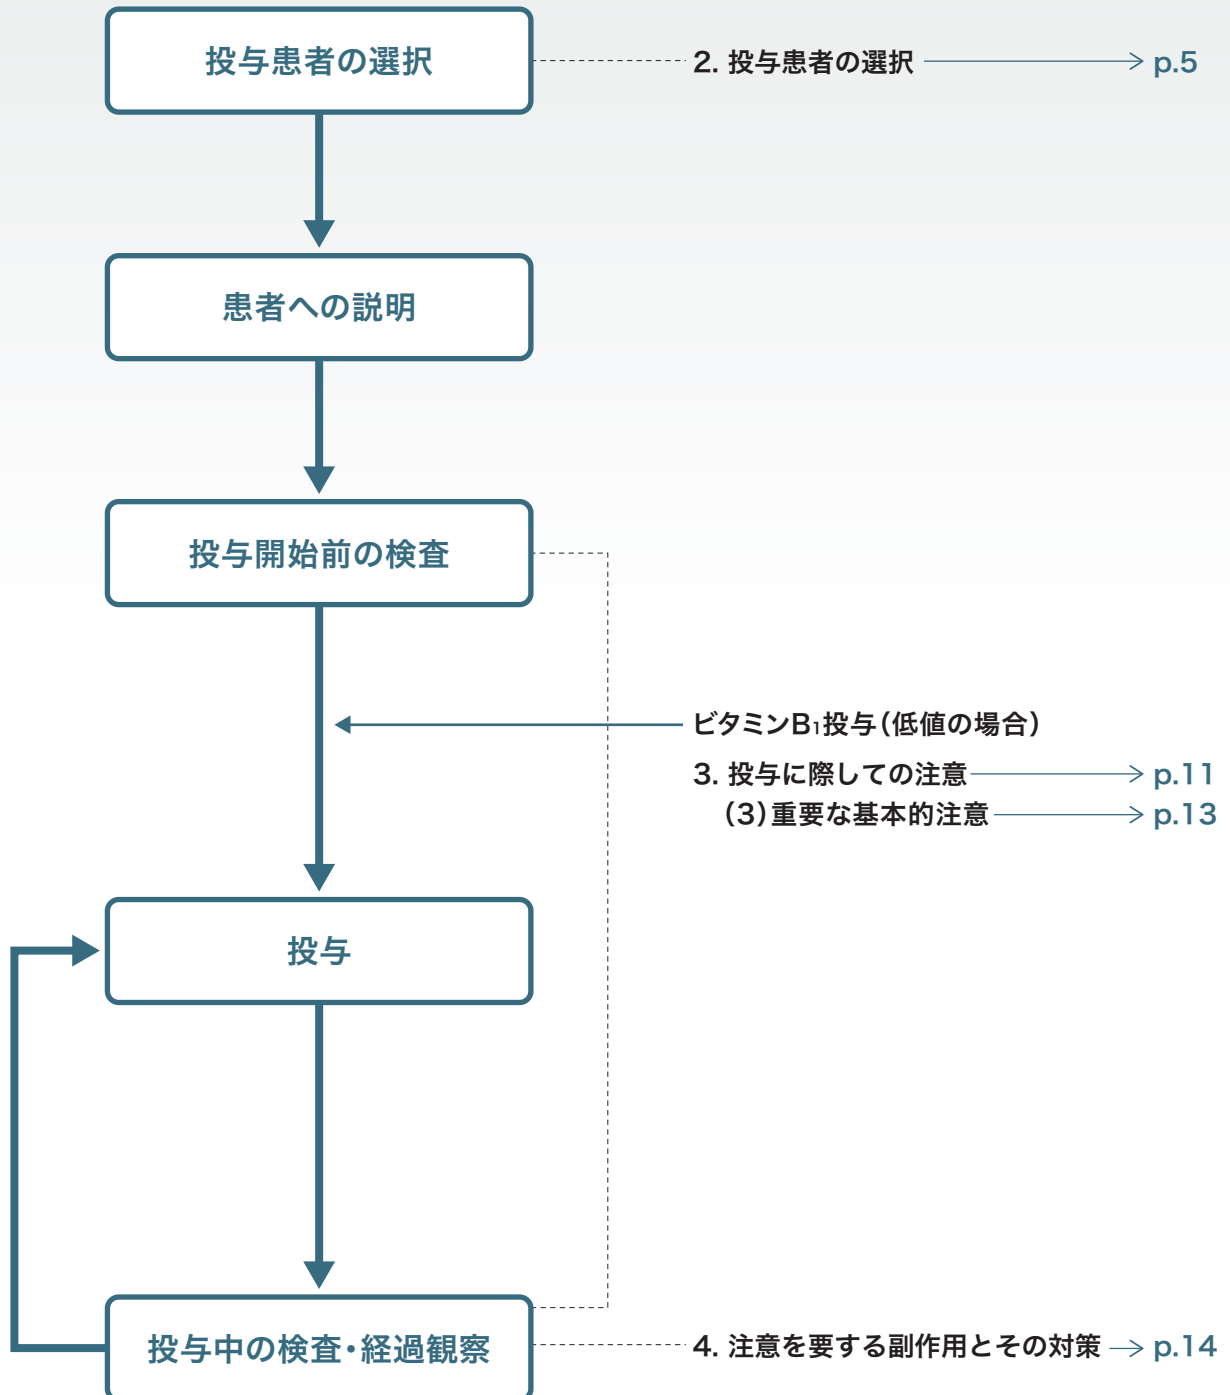 投与患者の選択
2. 投与患者の選択 → p.5
患者への説明
投与開始前の検査
ビタミンB₁投与(低値の場合)
3. 投与に際しての注意 → p.11
(3)重要な基本的注意 → p.13
投与
投与中の検査・経過観察
4. 注意を要する副作用とその対策 → p.14